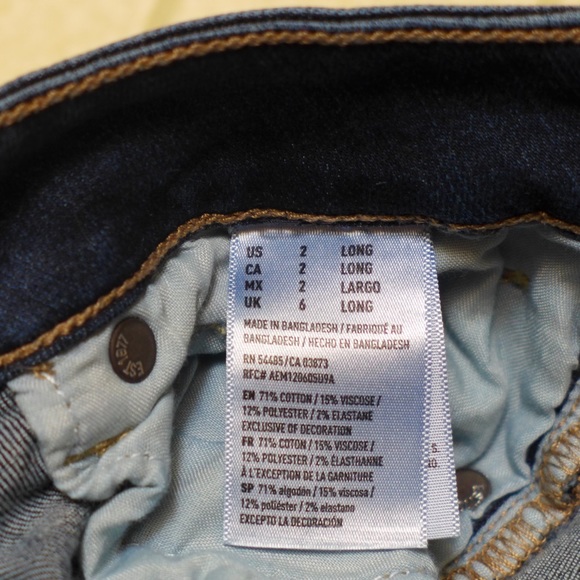 US 2 LONG
CA 2 LONG
MX 2 LARGO
UK 6 LONG
MADE IN BANGLADESH / FABRIQUÉ AU
BANGLADESH / HECHO EN BANGLADESH
RN 54485/CA 03873
RFC# AEM120605U9A
EN 71% COTTON / 15% VISCOSE /
12% POLYESTER / 2% ELASTANE
EXCLUSIVE OF DECORATION
FR 71% COTON / 15% VISCOSE /
12% POLYESTER / 2% ÉLASTHANNE
À L'EXCEPTION DE LA GARNITURE
SP 71% algodón / 15% viscosa /
12% poliéster / 2% elastano
EXCEPTO LA DECORACIÓN
EST. 1977